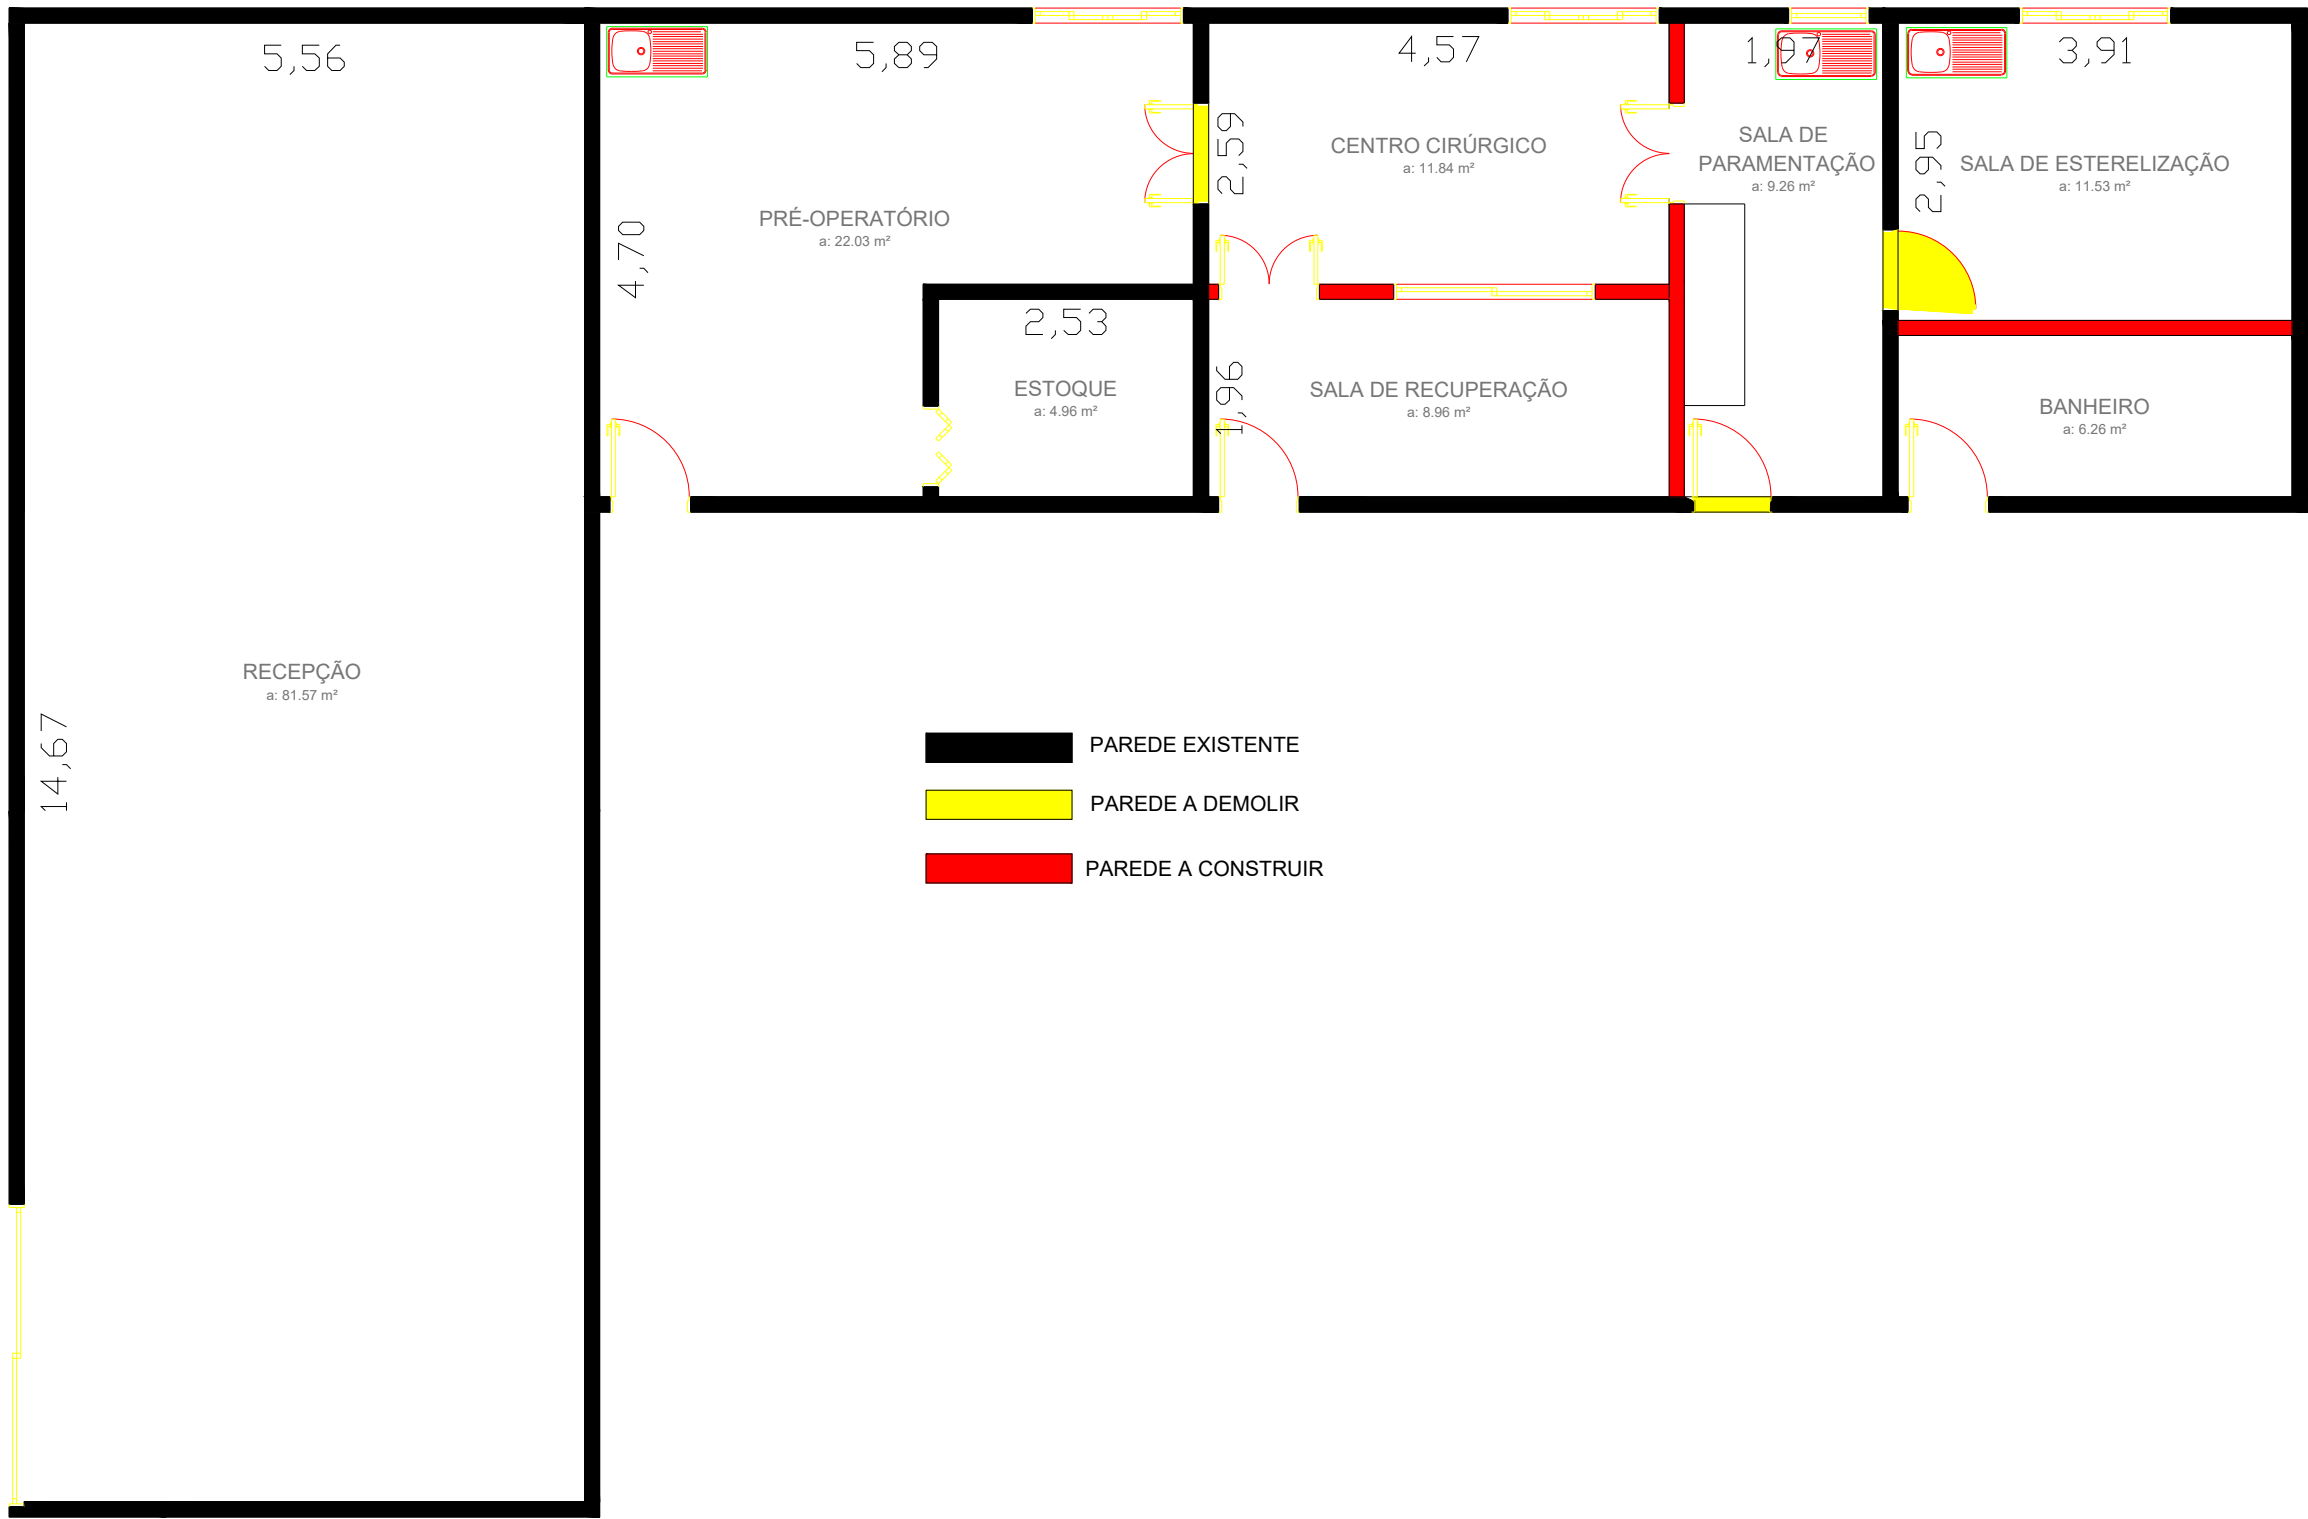 5,56
5,89
4,57
1,97
3,91
2,59
2,95
CENTRO CIRÚRGICO
a: 11.84 m²
SALA DE
PARAMENTAÇÃO
a: 9.26 m²
SALA DE ESTERELIZAÇÃO
a: 11.53 m²
PRÉ-OPERATÓRIO
a: 22.03 m²
4,70
2,53
ESTOQUE
a: 4.96 m²
1,96
SALA DE RECUPERAÇÃO
a: 8.96 m²
BANHEIRO
a: 6.26 m²
RECEPÇÃO
a: 81.57 m²
14,67
PAREDE EXISTENTE
PAREDE A DEMOLIR
PAREDE A CONSTRUIR